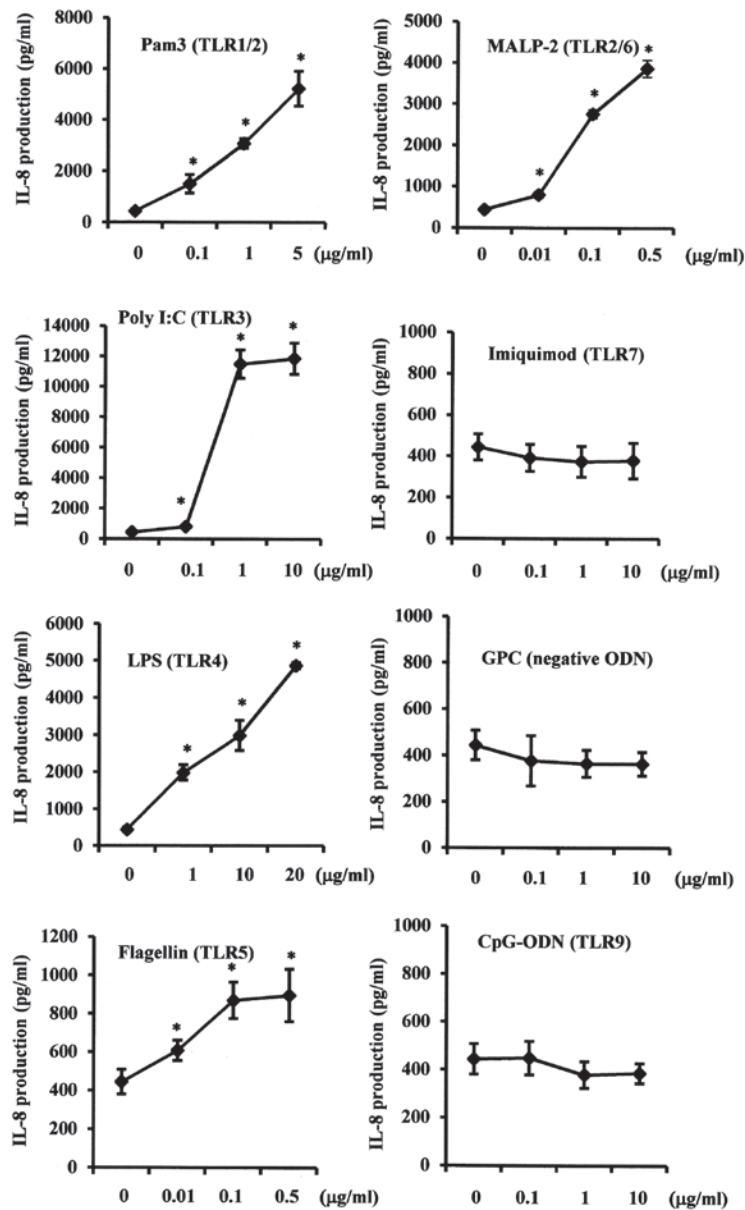 Pam3 (TLR1/2)
IL-8 production (pg/ml)
8000
6000
4000
2000
0
* * *
0 0.1 1 5 (μg/ml)
MALP-2 (TLR2/6)
IL-8 production (pg/ml)
5000
4000
3000
2000
1000
0
* * *
0 0.01 0.1 0.5 (μg/ml)
Poly I:C (TLR3)
IL-8 production (pg/ml)
14000
12000
10000
8000
6000
4000
2000
0
* * *
0 0.1 1 10 (μg/ml)
Imiquimod (TLR7)
IL-8 production (pg/ml)
1000
800
600
400
200
0
0 0.1 1 10 (μg/ml)
LPS (TLR4)
IL-8 production (pg/ml)
6000
5000
4000
3000
2000
1000
0
* * *
0 1 10 20 (μg/ml)
GPC (negative ODN)
IL-8 production (pg/ml)
1000
800
600
400
200
0
0 0.1 1 10 (μg/ml)
Flagellin (TLR5)
IL-8 production (pg/ml)
1200
1000
800
600
400
200
0
* * *
0 0.01 0.1 0.5 (μg/ml)
CpG-ODN (TLR9)
IL-8 production (pg/ml)
1000
800
600
400
200
0
0 0.1 1 10 (μg/ml)